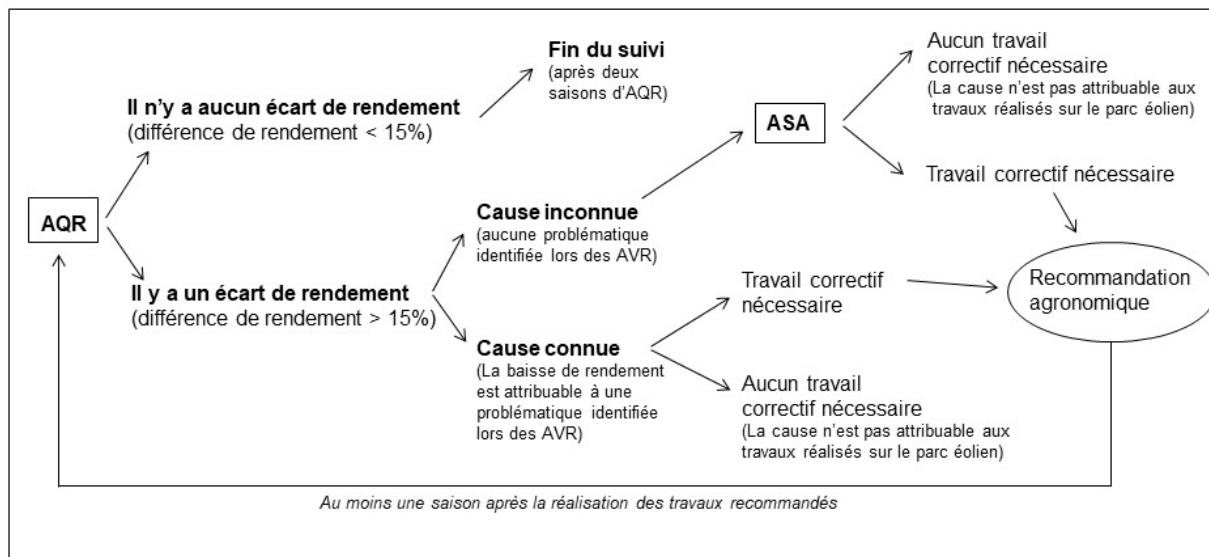 AQR
Il n'y a aucun écart de rendement
(différence de rendement < 15%)
Fin du suivi
(après deux
saisons d'AQR)
Il y a un écart de rendement
(différence de rendement > 15%)
Cause inconnue
(aucune problématique
identifiée lors des AVR)
Cause connue
(La baisse de rendement
est attribuable à une
problématique identifiée
lors des AVR)
ASA
Aucun travail
correctif nécessaire
(La cause n'est pas attribuable aux
travaux réalisés sur le parc éolien)
Travail correctif nécessaire
Travail correctif
nécessaire
Aucun travail
correctif nécessaire
(La cause n'est pas attribuable aux
travaux réalisés sur le parc éolien)
Recommandation
agronomique
Au moins une saison après la réalisation des travaux recommandés